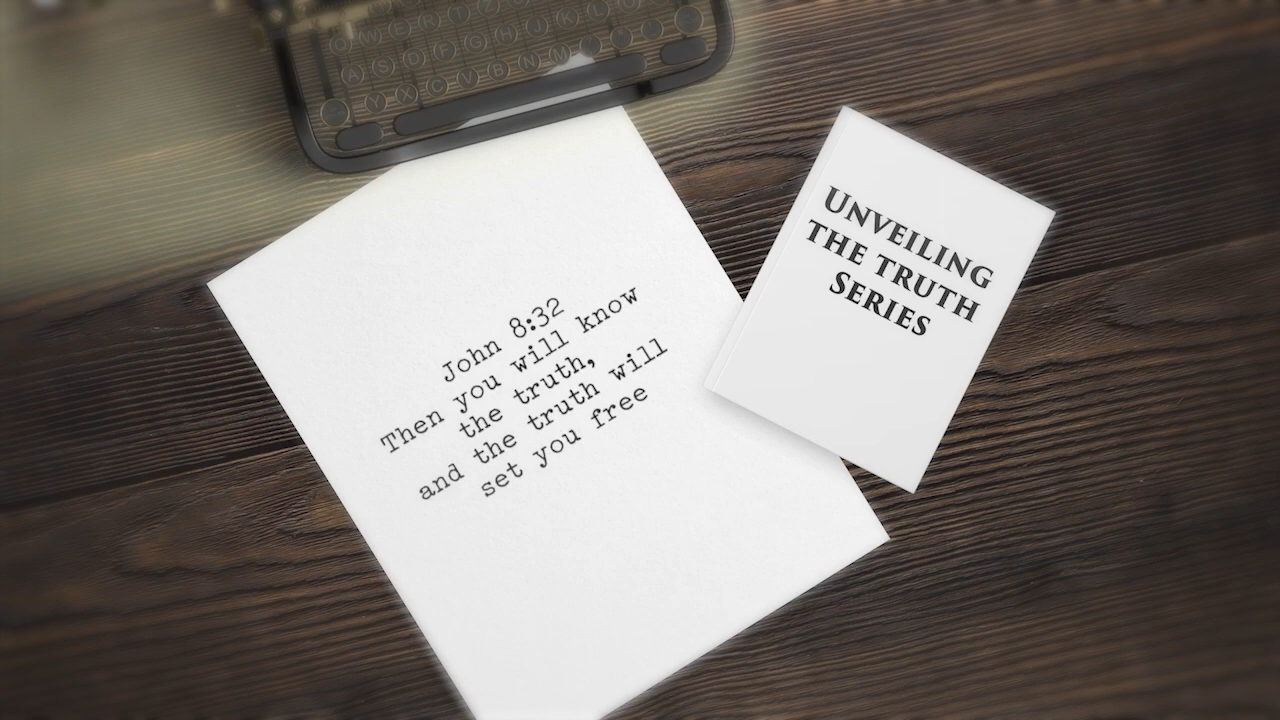 John 8:32
Then you will know
the truth,
and the truth will
set you free
UNVEILING
THE TRUTH
SERIES